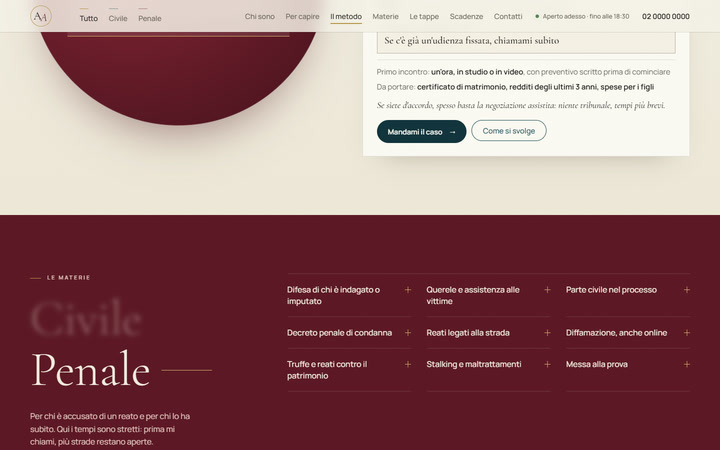 AA
Tutto
Civile
Penale
Chi sono
Per capire
Il metodo
Materie
Le tappe
Scadenze
Contatti
Aperto adesso · fino alle 18:30
02 0000 0000
Se c'è già un'udienza fissata, chiamami subito
Primo incontro: un'ora, in studio o in video, con preventivo scritto prima di cominciare
Da portare: certificato di matrimonio, redditi degli ultimi 3 anni, spese per i figli
Se siete d'accordo, spesso basta la negoziazione assistita: niente tribunale, tempi più brevi.
Mandami il caso →
Come si svolge
LE MATERIE
Civile
Penale
Per chi è accusato di un reato e per chi lo ha
subito. Qui i tempi sono stretti: prima mi
chiami, più strade restano aperte.
Difesa di chi è indagato o
imputato
Querele e assistenza alle
vittime
Parte civile nel processo
Decreto penale di condanna
Reati legati alla strada
Diffamazione, anche online
Truffe e reati contro il
patrimonio
Stalking e maltrattamenti
Messa alla prova